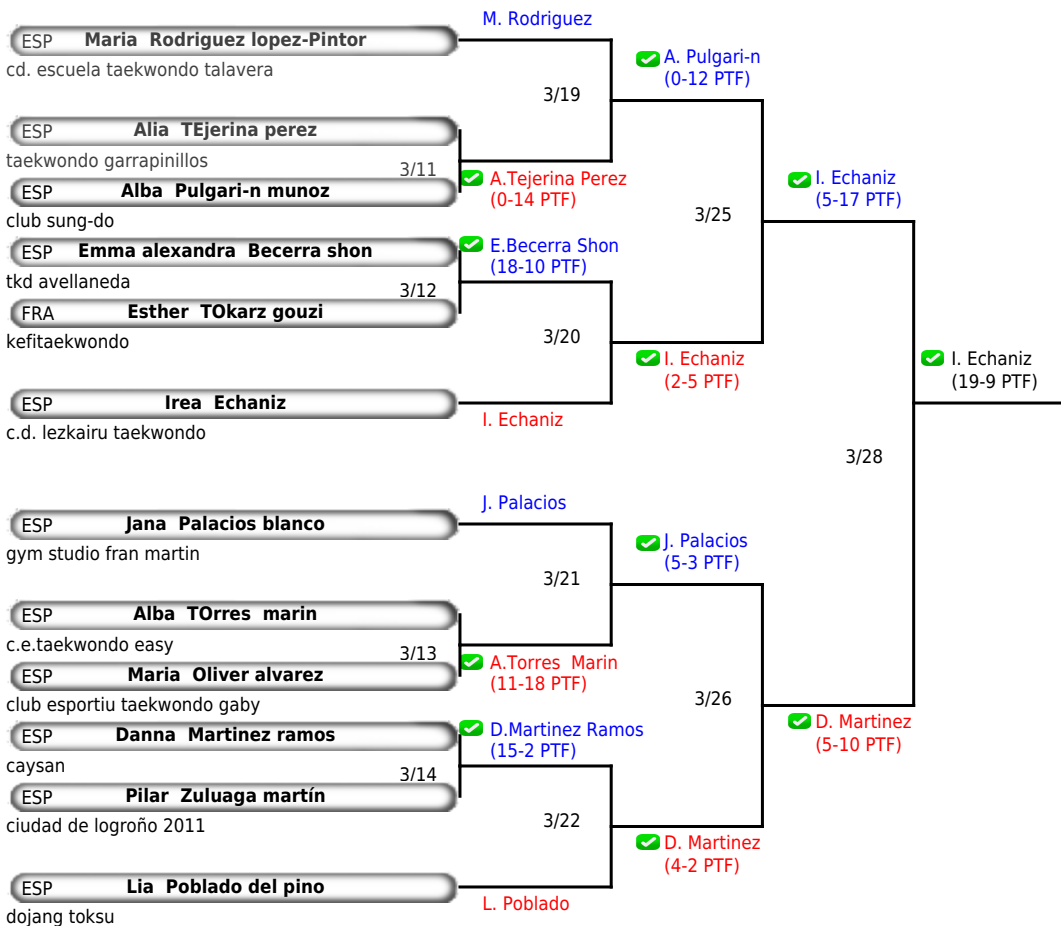 M. Rodriguez
ESP Maria Rodriguez lopez-Pintor
cd. escuela taekwondo talavera
A. Pulgari-n
(0-12 PTF)
3/19
ESP Alia TEjerina perez
taekwondo garrapinillos
3/11
A.Tejerina Perez
(0-14 PTF)
ESP Alba Pulgari-n munoz
club sung-do
I. Echaniz
(5-17 PTF)
3/25
ESP Emma alexandra Becerra shon
tkd avellaneda
E.Becerra Shon
(18-10 PTF)
3/12
FRA Esther TOkarz gouzi
kefitaekwondo
3/20
I. Echaniz
(2-5 PTF)
I. Echaniz
(19-9 PTF)
ESP Irea Echaniz
c.d. lezkairu taekwondo
I. Echaniz
3/28
J. Palacios
ESP Jana Palacios blanco
gym studio fran martin
J. Palacios
(5-3 PTF)
3/21
ESP Alba TOrres marin
c.e.taekwondo easy
3/13
A.Torres Marin
(11-18 PTF)
ESP Maria Oliver alvarez
club esportiu taekwondo gaby
3/26
D. Martinez
(5-10 PTF)
ESP Danna Martinez ramos
caysan
D.Martinez Ramos
(15-2 PTF)
3/14
ESP Pilar Zuluaga martín
ciudad de logroño 2011
3/22
D. Martinez
(4-2 PTF)
ESP Lia Poblado del pino
dojang toksu
L. Poblado